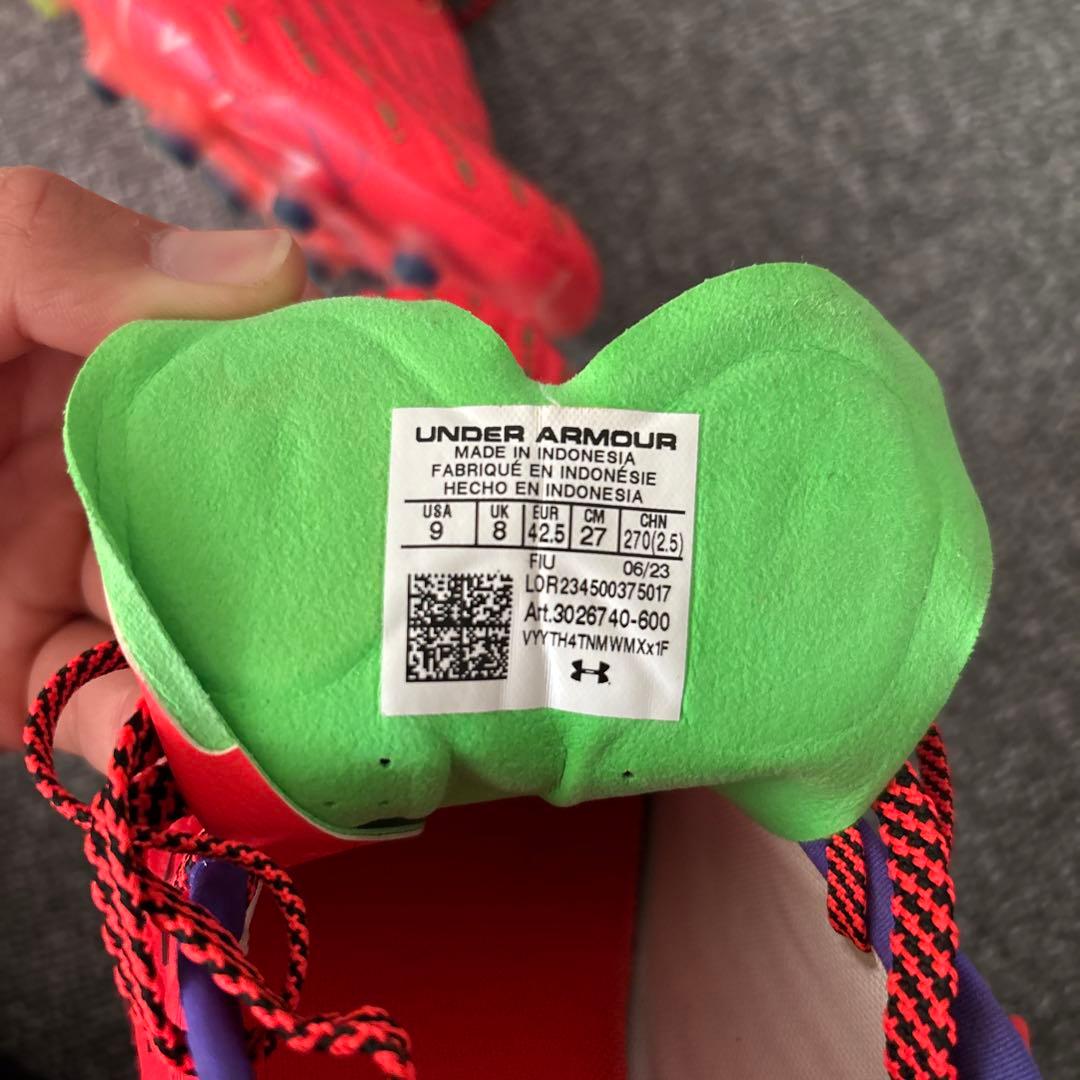 UNDER ARMOUR
MADE IN INDONESIA
FABRIQUÉ EN INDONÉSIE
HECHO EN INDONESIA
USA UK EUR CM CHN
9 8 42.5 27 270(2.5)
FIU 06/23
LOR234500375017
Art.3026740-600
VYYTH4TNMWMXx1F